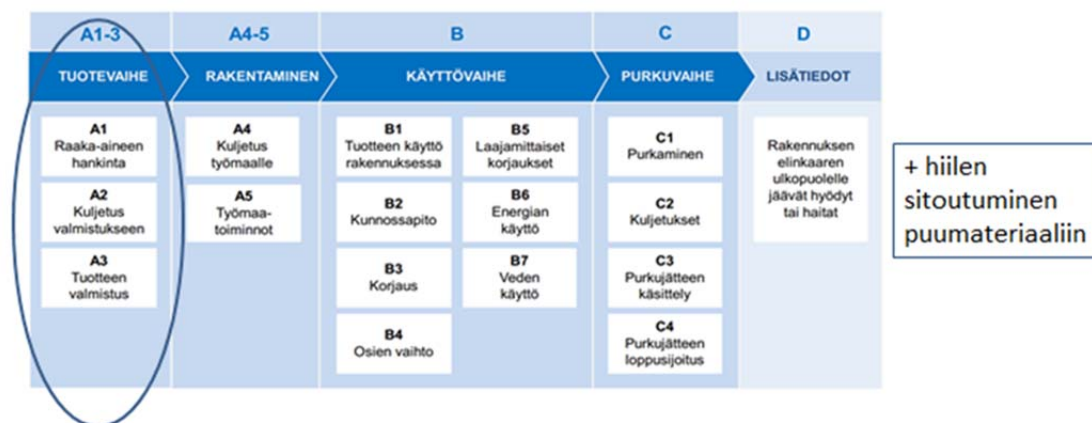 A1-3
A4-5
B
C
D
TUOTEVAIHE
RAKENTAMINEN
KÄYTTÖVAIHE
PURKUVAIHE
LISÄTIEDOT
A1
Raaka-aineen
hankinta
A2
Kuljetus
valmistukseen
A3
Tuotteen
valmistus
A4
Kuljetus
työmaalle
A5
Työmaa-
toiminnot
B1
Tuotteen käyttö
rakennuksessa
B2
Kunnossapito
B3
Korjaus
B4
Osien vaihto
B5
Laajamittaiset
korjaukset
B6
Energian
käyttö
B7
Veden
käyttö
C1
Purkaminen
C2
Kuljetukset
C3
Purkujätteen
käsittely
C4
Purkujätteen
loppusijoitus
Rakennuksen
elinkaaren
ulkopuolelle
jäävät hyödyt
tai haitat
+ hiilen
sitoutuminen
puumateriaaliin